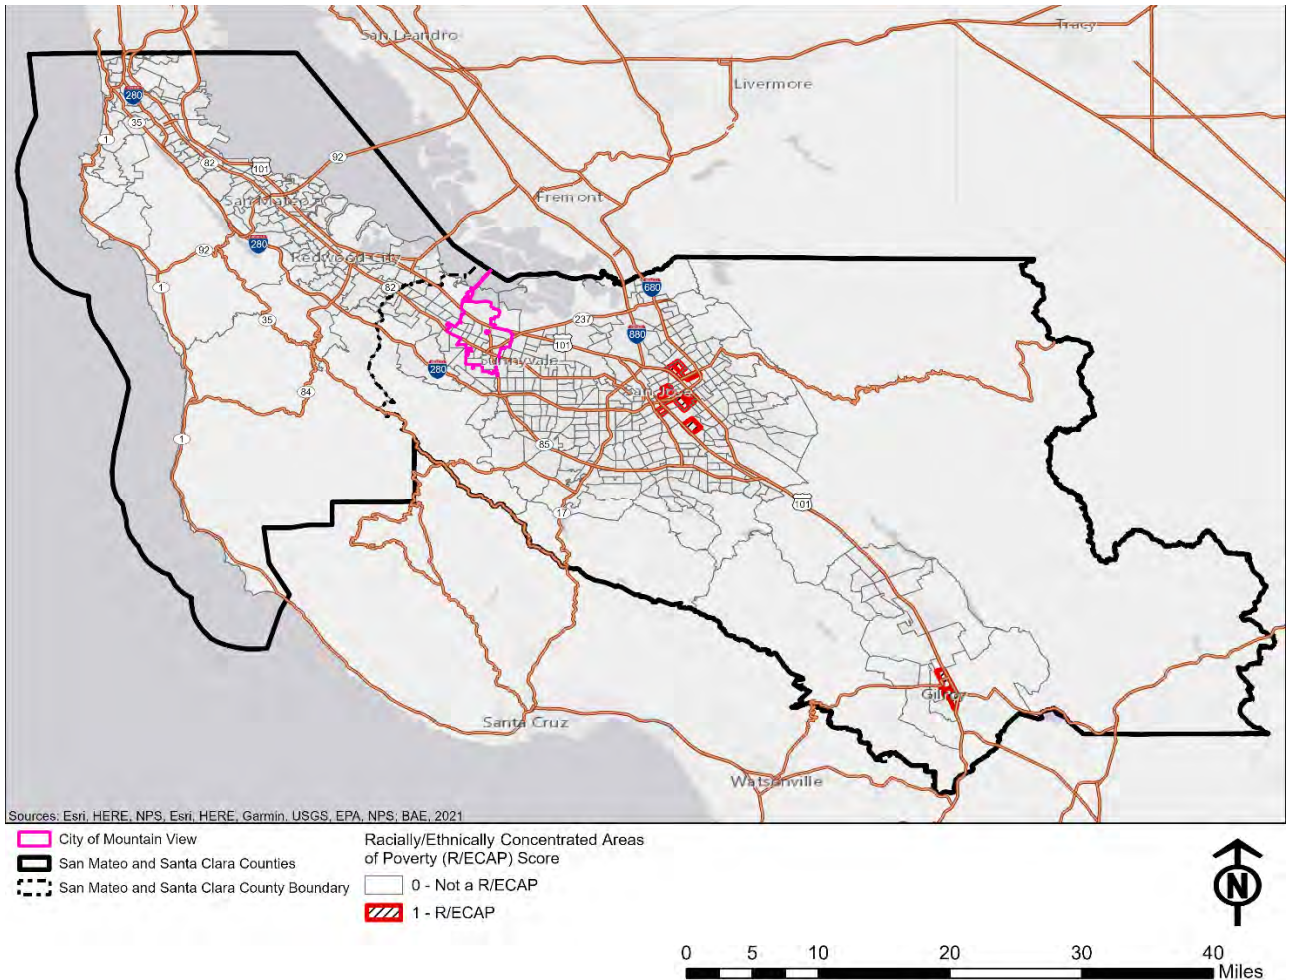 San Leandro
Tracy
Livermore
280
35
1
82
101
92
San Mateo
Fremont
92
280
Redwood City
1
82
680
237
880
35
101
Sunnyvale
280
84
San Jose
1
85
101
17
Gilroy
Santa Cruz
Watsonville
Sources: Esri, HERE, NPS, Esri, HERE, Garmin, USGS, EPA, NPS; BAE, 2021
City of Mountain View
San Mateo and Santa Clara Counties
San Mateo and Santa Clara County Boundary
Racially/Ethnically Concentrated Areas
of Poverty (R/ECAP) Score
0 - Not a R/ECAP
1 - R/ECAP
N
0 5 10 20 30 40
Miles